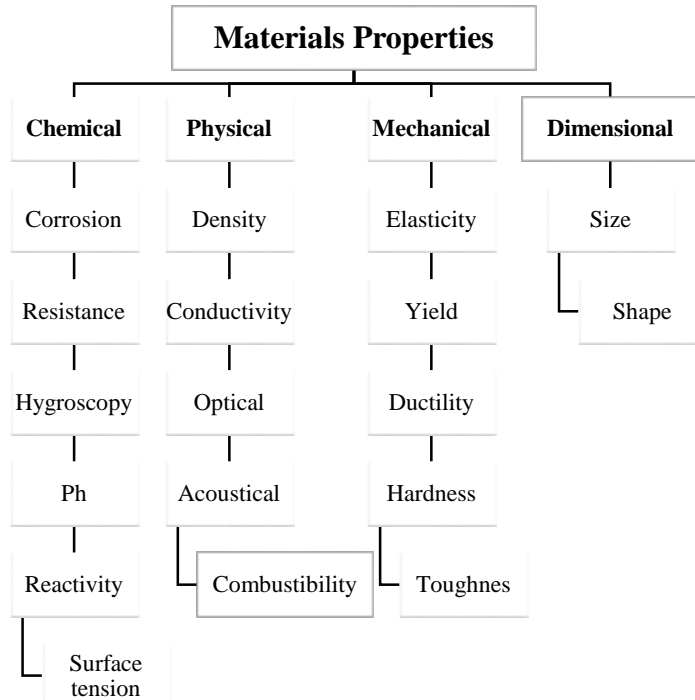 Materials Properties
Chemical
Physical
Mechanical
Dimensional
Corrosion
Density
Elasticity
Size
Resistance
Conductivity
Yield
Shape
Hygroscopy
Optical
Ductility
Ph
Acoustical
Hardness
Reactivity
Combustibility
Toughnes
Surface
tension